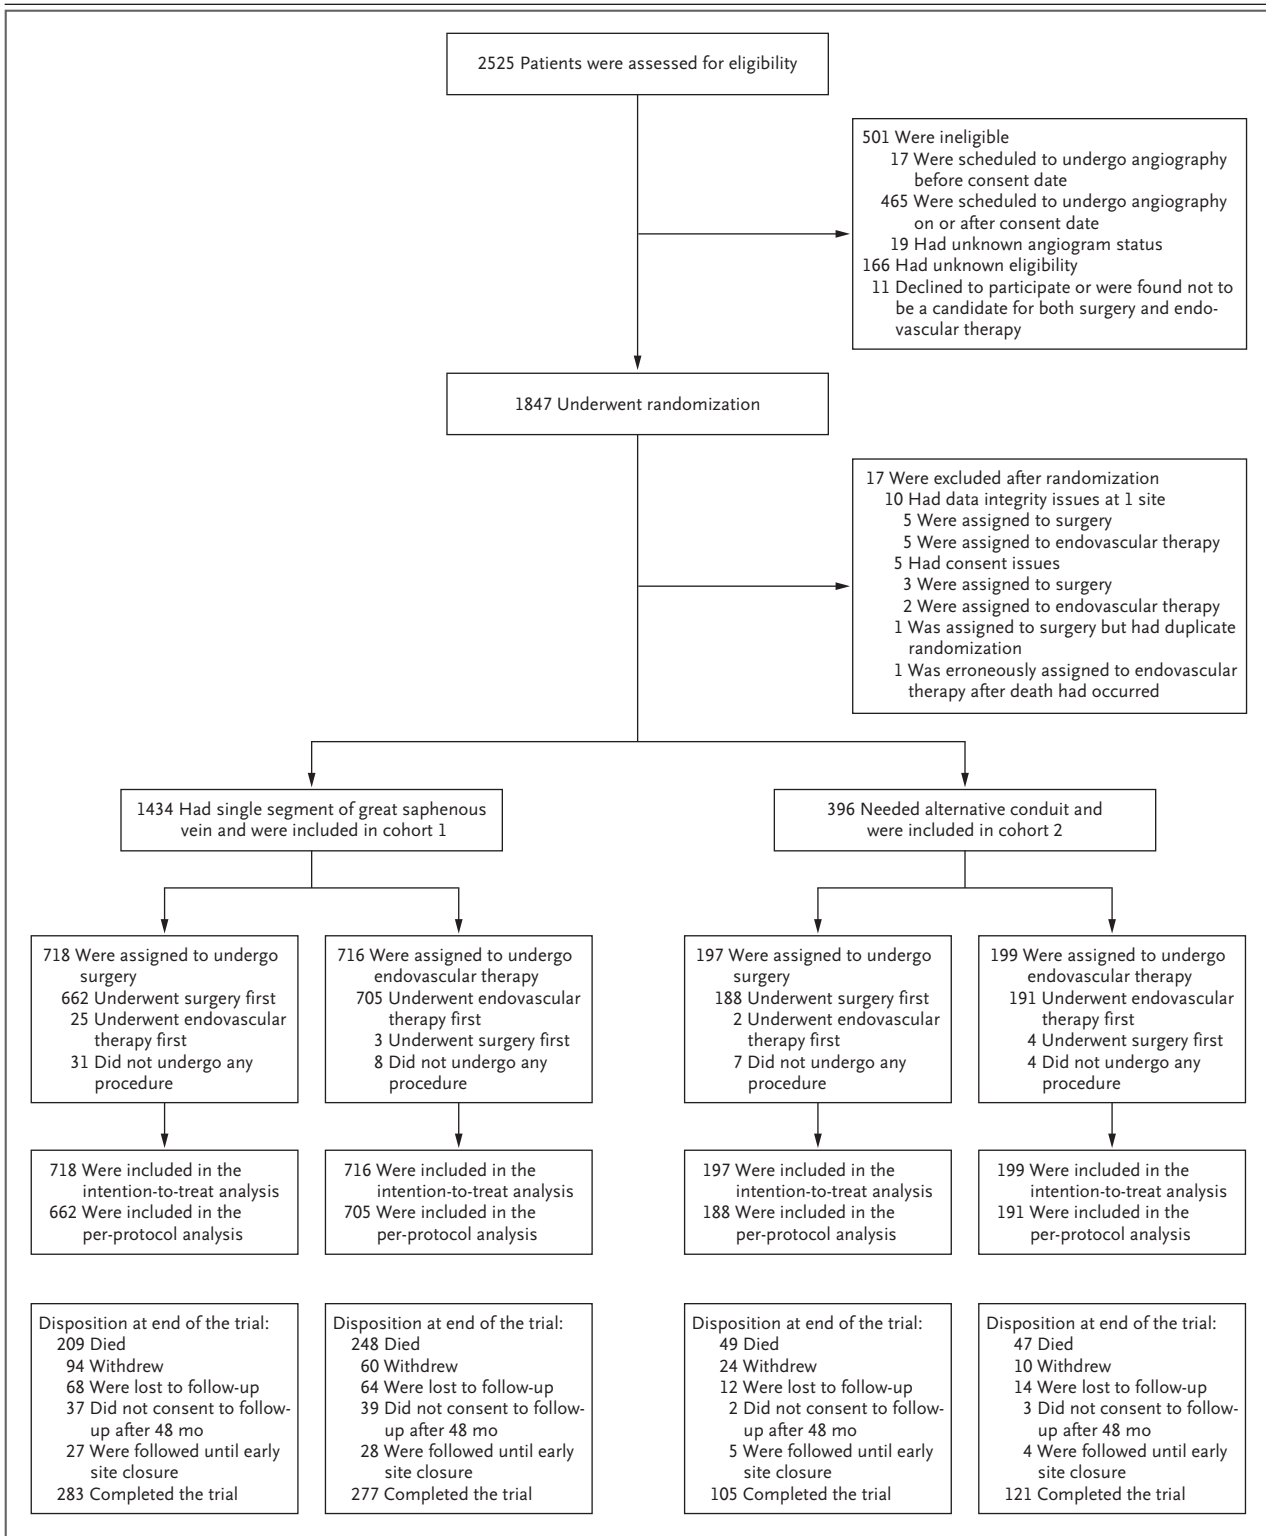 2525 Patients were assessed for eligibility
501 Were ineligible
17 Were scheduled to undergo angiography
before consent date
465 Were scheduled to undergo angiography
on or after consent date
19 Had unknown angiogram status
166 Had unknown eligibility
11 Declined to participate or were found not to
be a candidate for both surgery and endo-
vascular therapy
1847 Underwent randomization
17 Were excluded after randomization
10 Had data integrity issues at 1 site
5 Were assigned to surgery
5 Were assigned to endovascular therapy
5 Had consent issues
3 Were assigned to surgery
2 Were assigned to endovascular therapy
1 Was assigned to surgery but had duplicate
randomization
1 Was erroneously assigned to endovascular
therapy after death had occurred
1434 Had single segment of great saphenous
vein and were included in cohort 1
396 Needed alternative conduit and
were included in cohort 2
718 Were assigned to undergo
surgery
662 Underwent surgery first
25 Underwent endovascular
therapy first
31 Did not undergo any
procedure
716 Were assigned to undergo
endovascular therapy
705 Underwent endovascular
therapy first
3 Underwent surgery first
8 Did not undergo any
procedure
197 Were assigned to undergo
surgery
188 Underwent surgery first
2 Underwent endovascular
therapy first
7 Did not undergo any
procedure
199 Were assigned to undergo
endovascular therapy
191 Underwent endovascular
therapy first
4 Underwent surgery first
4 Did not undergo any
procedure
718 Were included in the
intention-to-treat analysis
662 Were included in the
per-protocol analysis
716 Were included in the
intention-to-treat analysis
705 Were included in the
per-protocol analysis
197 Were included in the
intention-to-treat analysis
188 Were included in the
per-protocol analysis
199 Were included in the
intention-to-treat analysis
191 Were included in the
per-protocol analysis
Disposition at end of the trial:
209 Died
94 Withdrew
68 Were lost to follow-up
37 Did not consent to follow-
up after 48 mo
27 Were followed until early
site closure
283 Completed the trial
Disposition at end of the trial:
248 Died
60 Withdrew
64 Were lost to follow-up
39 Did not consent to follow-
up after 48 mo
28 Were followed until early
site closure
277 Completed the trial
Disposition at end of the trial:
49 Died
24 Withdrew
12 Were lost to follow-up
2 Did not consent to follow-
up after 48 mo
5 Were followed until early
site closure
105 Completed the trial
Disposition at end of the trial:
47 Died
10 Withdrew
14 Were lost to follow-up
3 Did not consent to follow-
up after 48 mo
4 Were followed until early
site closure
121 Completed the trial